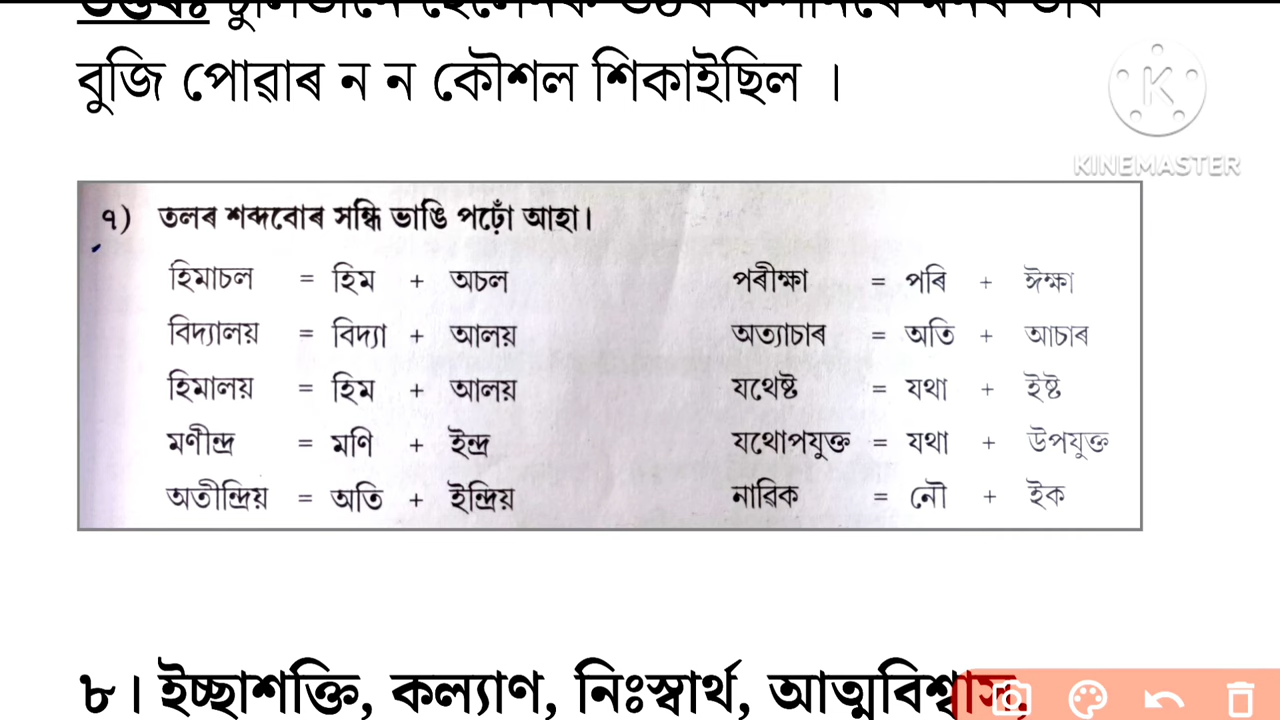 উত্তৰঃ
বুজি পোৱাৰ ন ন কৌশল শিকাইছিল ।
KINEMASTER
৭) তলৰ শব্দবোৰ সন্ধি ভাঙি পঢ়োঁ আহা।
হিমাচল = হিম + অচল পৰীক্ষা = পৰি + ঈক্ষা
বিদ্যালয় = বিদ্যা + আলয় অত্যাচাৰ = অতি + আচাৰ
হিমালয় = হিম + আলয় যথেষ্ট = যথা + ইষ্ট
মণীন্দ্ৰ = মণি + ইন্দ্ৰ যথোপযুক্ত = যথা + উপযুক্ত
অতীন্দ্ৰিয় = অতি + ইন্দ্ৰিয় নাৱিক = নৌ + ইক
৮। ইচ্ছাশক্তি, কল্যাণ, নিঃস্বাৰ্থ, আত্মবিশ্বাস,